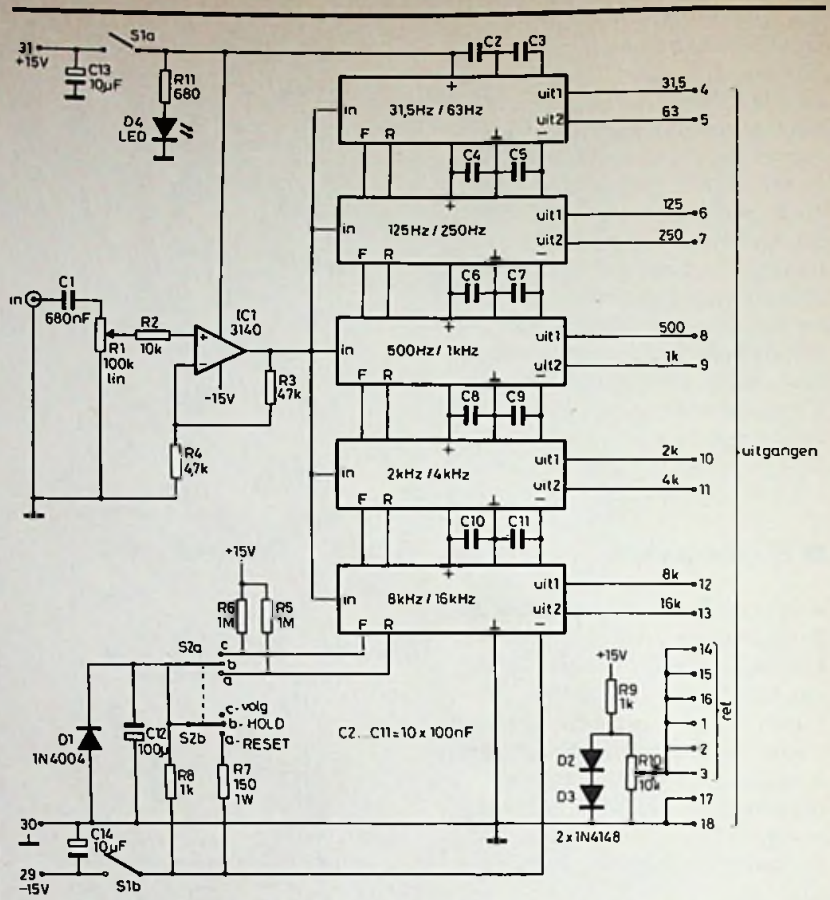 31
+15V
C13
10µF
S1a
R11
680
D4
LED
C2
C3
+
in
31,5Hz / 63Hz
uit1
uit2
F
R
⊥
−
31,5
4
63
5
C4
C5
+
in
125Hz / 250Hz
uit1
uit2
F
R
⊥
−
125
6
250
7
C6
C7
in
C1
680nF
R1
100k
lin
R2
10k
IC1
3140
+
−
−15V
R3
47k
R4
4,7k
+
in
500Hz / 1kHz
uit1
uit2
F
R
⊥
−
500
8
1k
9
C8
C9
+
in
2kHz / 4kHz
uit1
uit2
F
R
⊥
−
2k
10
4k
11
uitgangen
C10
C11
+
in
8kHz / 16kHz
uit1
uit2
F
R
⊥
−
8k
12
16k
13
+15V
R6
1M
R5
1M
S2a
c
b
a
c- volg
b- HOLD
a- RESET
S2b
D1
1N4004
C12
100µ
R8
1k
R7
150
1W
C2...C11=10 x 100nF
+15V
R9
1k
D2
D3
R10
10k
2 x 1N4148
14
15
16
1
2
3
ref
17
18
30
⊥
C14
10µF
29
−15V
S1b